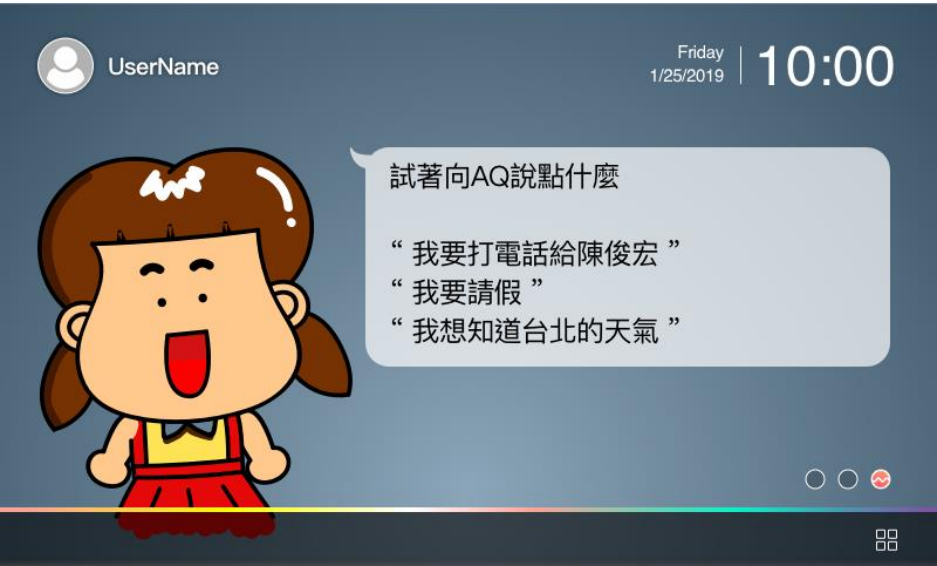 UserName
Friday
1/25/2019
10:00
試著向AQ說點什麼
“ 我要打電話給陳俊宏 ”
“ 我要請假 ”
“ 我想知道台北的天氣 ”